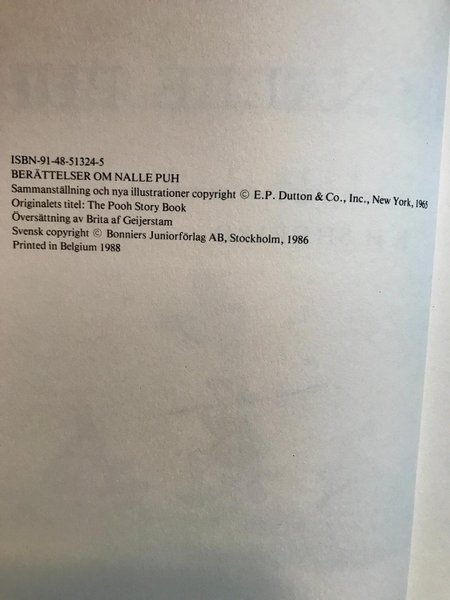 ISBN-91-48-51324-5
BERÄTTELSER OM NALLE PUH
Sammanställning och nya illustrationer copyright © E.P. Dutton & Co., Inc., New York, 1965
Originalets titel: The Pooh Story Book
Översättning av Brita af Geijerstam
Svensk copyright © Bonniers Juniorförlag AB, Stockholm, 1986
Printed in Belgium 1988